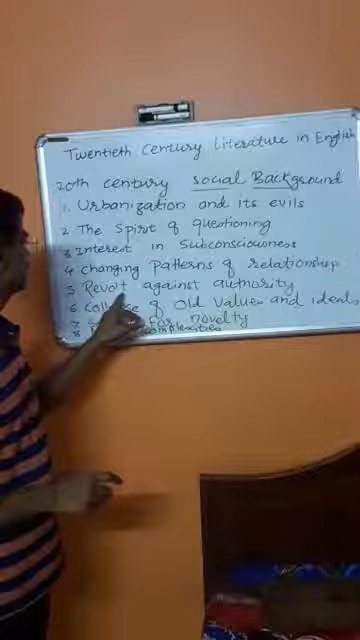 Twentieth Century Literature in English
20th century social Background
1. Urbanization and its evils
2 The Spirit of questioning
3 Interest in Subconsciousness
4 changing Patterns of relationship
5 Revolt against authority
6 of Old Values and ideals
7 For novelty
8 complexities